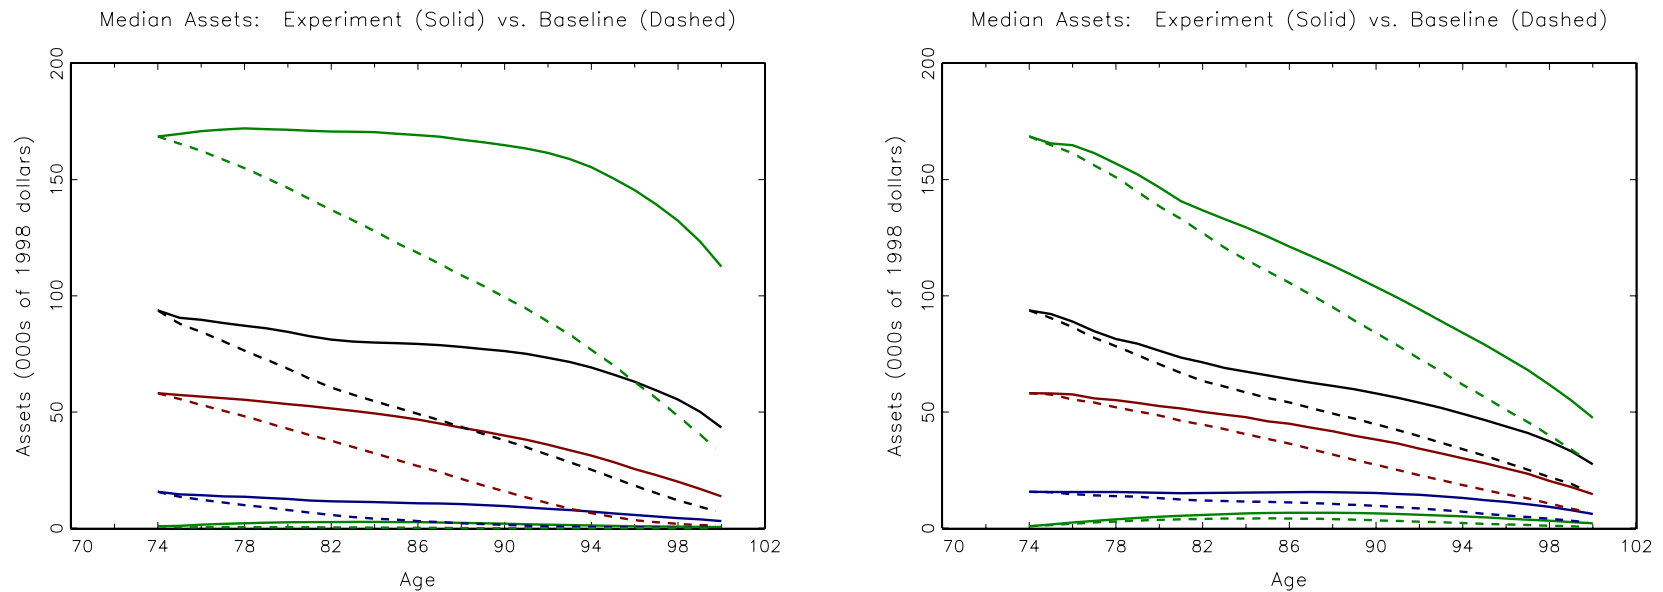 Median Assets: Experiment (Solid) vs. Baseline (Dashed)
Assets (000s of 1998 dollars)
200
150
100
50
0
70 74 78 82 86 90 94 98 102
Age
Median Assets: Experiment (Solid) vs. Baseline (Dashed)
Assets (000s of 1998 dollars)
200
150
100
50
0
70 74 78 82 86 90 94 98 102
Age